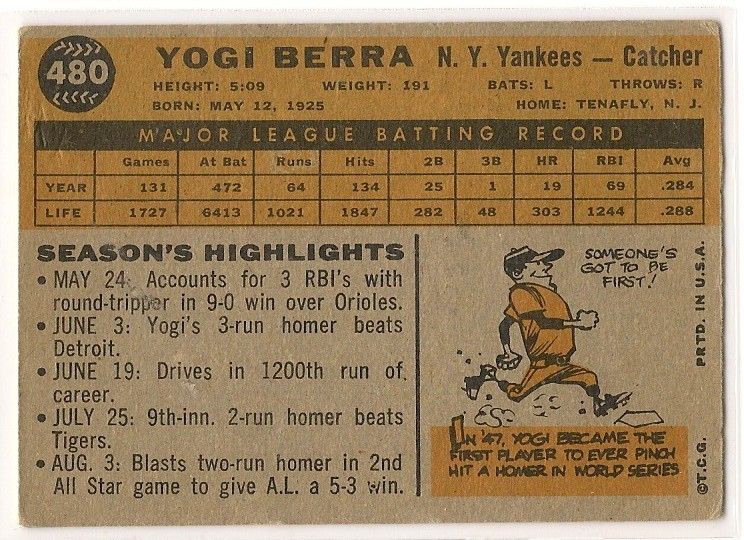 480
YOGI BERRA N. Y. Yankees — Catcher
HEIGHT: 5:09 WEIGHT: 191 BATS: L THROWS: R
BORN: MAY 12, 1925 HOME: TENAFLY, N. J.
MAJOR LEAGUE BATTING RECORD
Games At Bat Runs Hits 2B 3B HR RBI Avg
YEAR 131 472 64 134 25 1 19 69 .284
LIFE 1727 6413 1021 1847 282 48 303 1244 .288
SEASON'S HIGHLIGHTS
• MAY 24: Accounts for 3 RBI's with
round-tripper in 9-0 win over Orioles.
• JUNE 3: Yogi's 3-run homer beats
Detroit.
• JUNE 19: Drives in 1200th run of
career.
• JULY 25: 9th-inn. 2-run homer beats
Tigers.
• AUG. 3: Blasts two-run homer in 2nd
All Star game to give A.L. a 5-3 win.
SOMEONE'S
GOT TO BE
FIRST!
IN '47, YOGI BECAME THE
FIRST PLAYER TO EVER PINCH
HIT A HOMER IN WORLD SERIES
©T.C.G. PRTD. IN U.S.A.